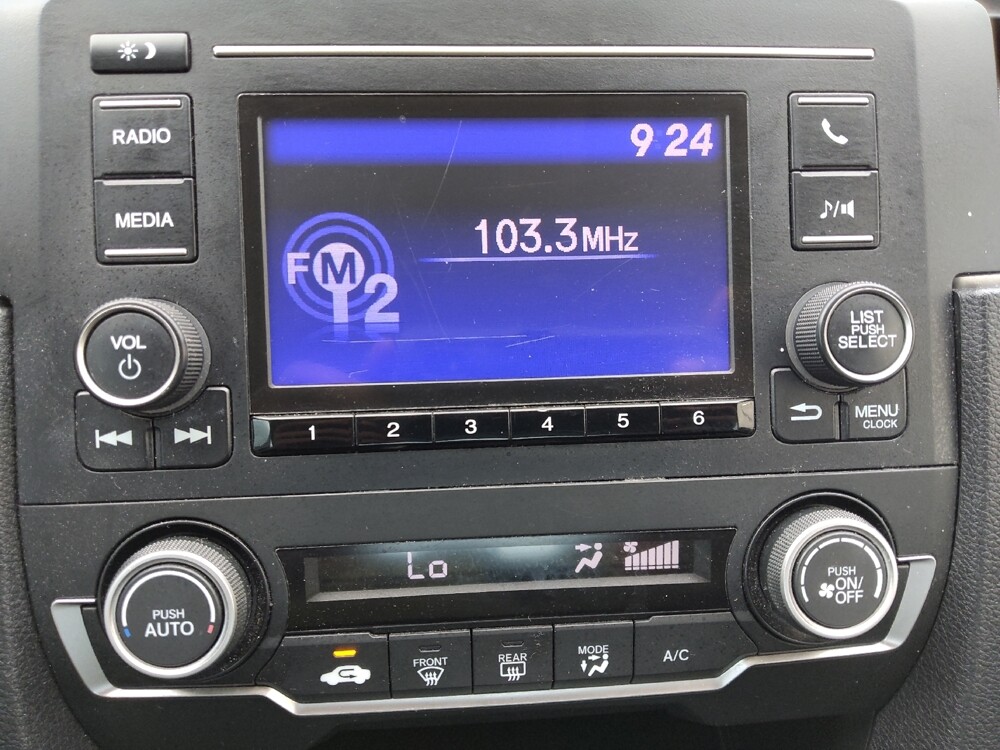 RADIO
MEDIA
9 24
103.3MHz
FM 2
VOL
LIST
PUSH
SELECT
MENU
CLOCK
1 2 3 4 5 6
Lo
PUSH
AUTO
PUSH
ON/
OFF
FRONT
REAR
MODE
A/C